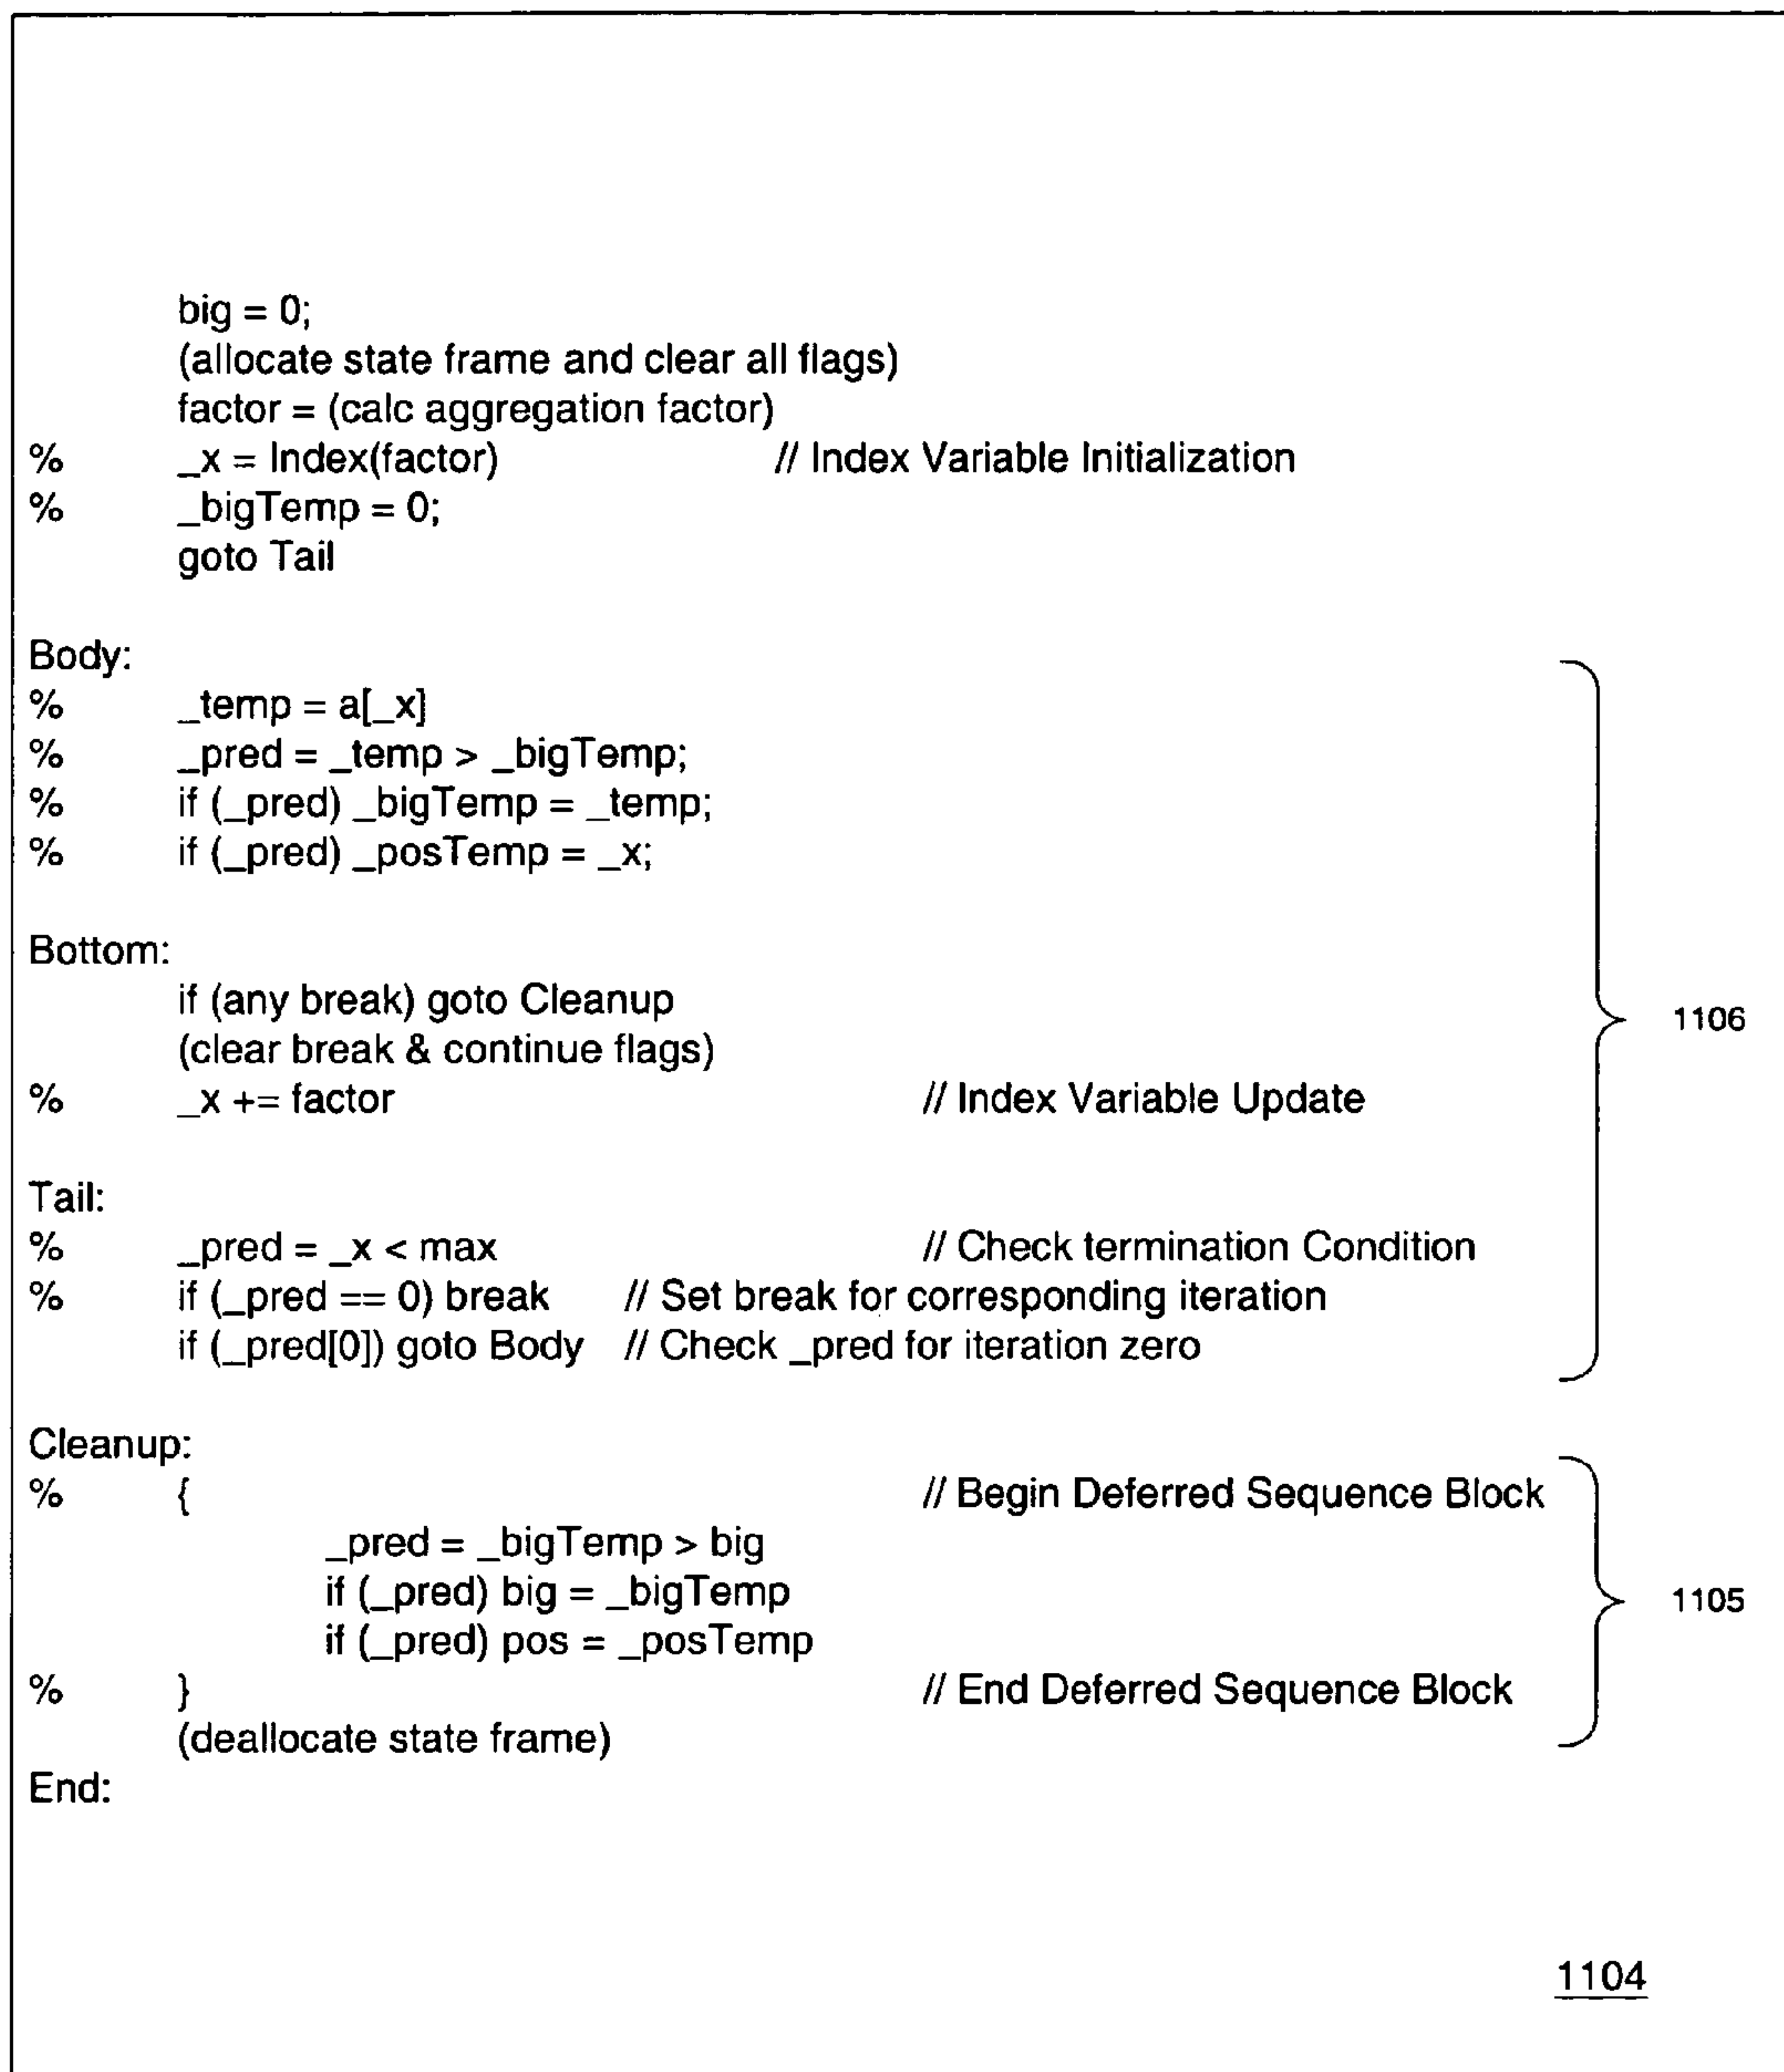 big = 0;
(allocate state frame and clear all flags)
factor = (calc aggregation factor)
% _x = Index(factor) // Index Variable Initialization
% _bigTemp = 0;
goto Tail
Body:
% _temp = a[_x]
% _pred = _temp > _bigTemp;
% if (_pred) _bigTemp = _temp;
% if (_pred) _posTemp = _x;
Bottom:
if (any break) goto Cleanup
(clear break & continue flags)
1106
% _x += factor // Index Variable Update
Tail:
% _pred = _x < max // Check termination Condition
% if (_pred == 0) break // Set break for corresponding iteration
if (_pred[0]) goto Body // Check _pred for iteration zero
Cleanup:
% { // Begin Deferred Sequence Block
_pred = _bigTemp > big
if (_pred) big = _bigTemp
1105
if (_pred) pos = _posTemp
% } // End Deferred Sequence Block
(deallocate state frame)
End:
1104